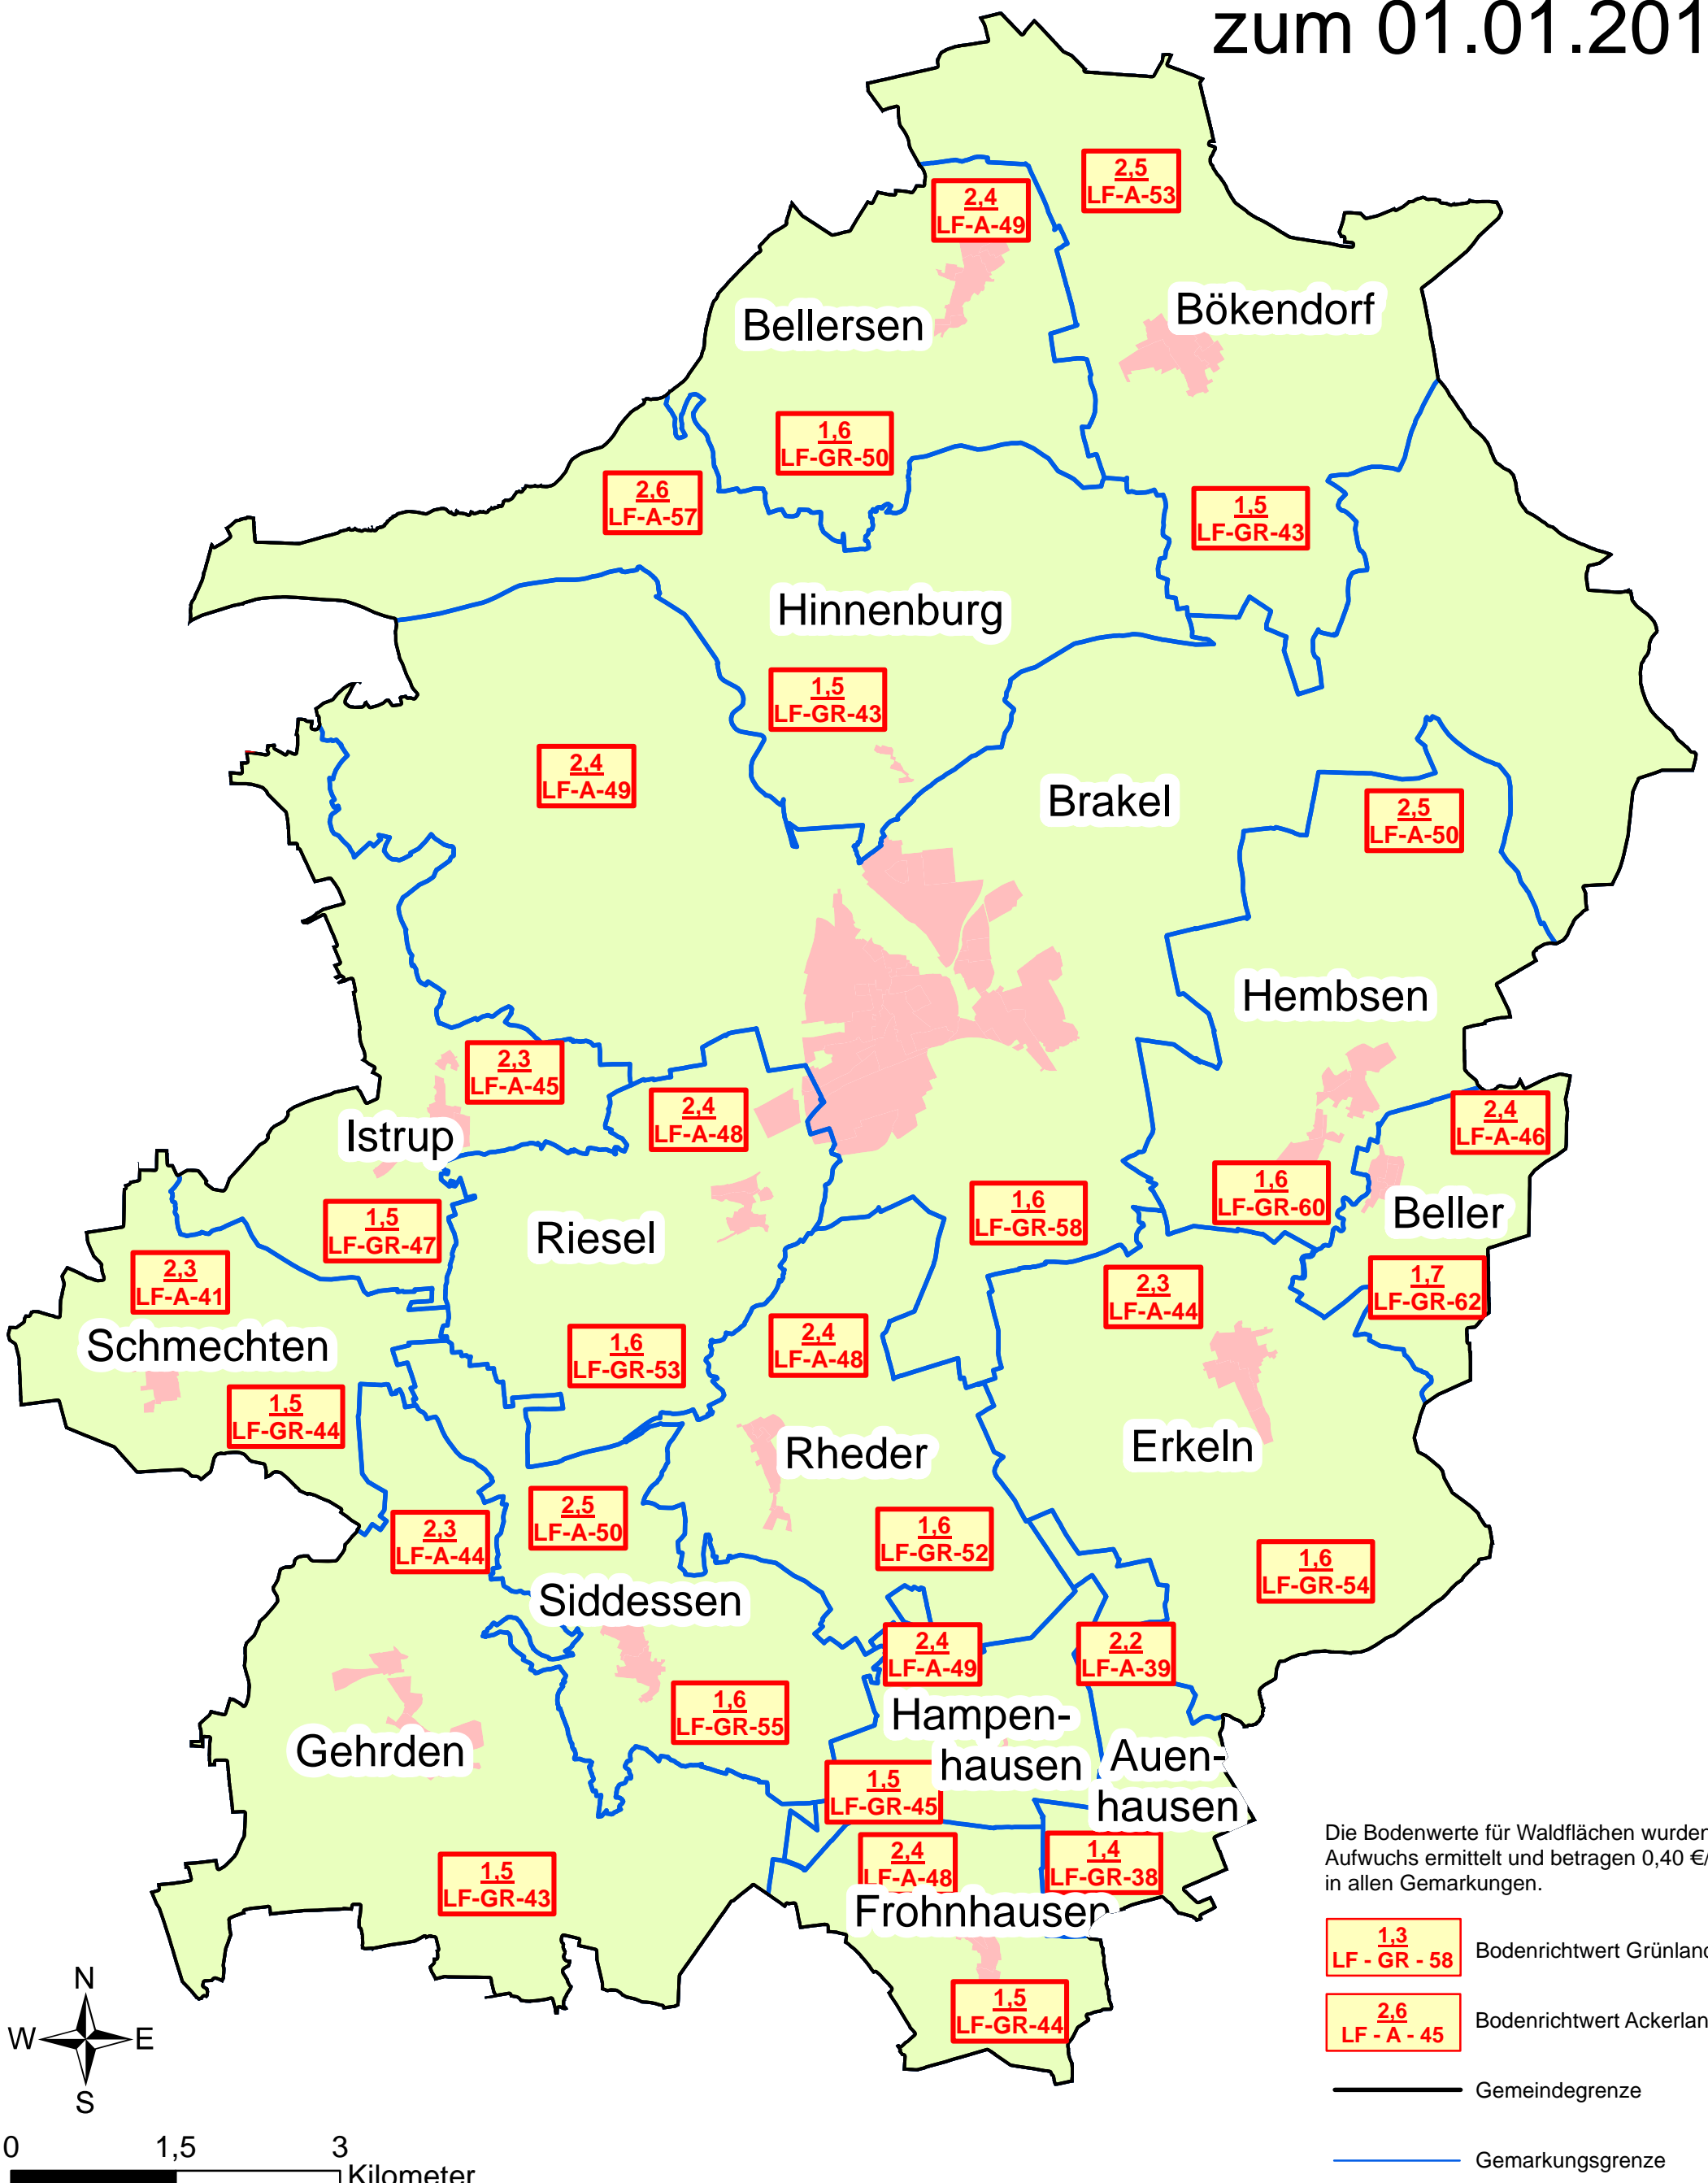 zum 01.01.201
2,5
LF-A-53
2,4
LF-A-49
Bökendorf
Bellersen
1,6
LF-GR-50
2,6
LF-A-57
1,5
LF-GR-43
Hinnenburg
1,5
LF-GR-43
2,4
LF-A-49
Brakel
2,5
LF-A-50
Hembsen
2,3
LF-A-45
2,4
LF-A-48
2,4
LF-A-46
Istrup
1,6
LF-GR-60
1,6
LF-GR-58
Beller
1,5
LF-GR-47
Riesel
2,3
LF-A-41
1,7
LF-GR-62
2,3
LF-A-44
Schmechten
1,6
LF-GR-53
2,4
LF-A-48
1,5
LF-GR-44
Rheder
Erkeln
2,5
LF-A-50
2,3
LF-A-44
1,6
LF-GR-52
1,6
LF-GR-54
Siddessen
2,4
LF-A-49
2,2
LF-A-39
1,6
LF-GR-55
Hampen-
hausen
Gehrden
Auen-
hausen
1,5
LF-GR-45
2,4
LF-A-48
1,4
LF-GR-38
1,5
LF-GR-43
Frohnhausen
1,5
LF-GR-44
Die Bodenwerte für Waldflächen wurden
Aufwuchs ermittelt und betragen 0,40 €/
in allen Gemarkungen.
1,3
LF - GR - 58
Bodenrichtwert Grünland
2,6
LF - A - 45
Bodenrichtwert Ackerlan
Gemeindegrenze
Gemarkungsgrenze
N
W E
S
0 1,5 3
Kilometer